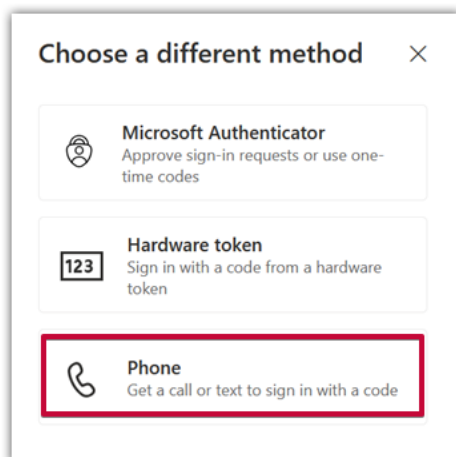 Choose a different method
Microsoft Authenticator
Approve sign-in requests or use one-
time codes
Hardware token
123
Sign in with a code from a hardware
token
Phone
Get a call or text to sign in with a code